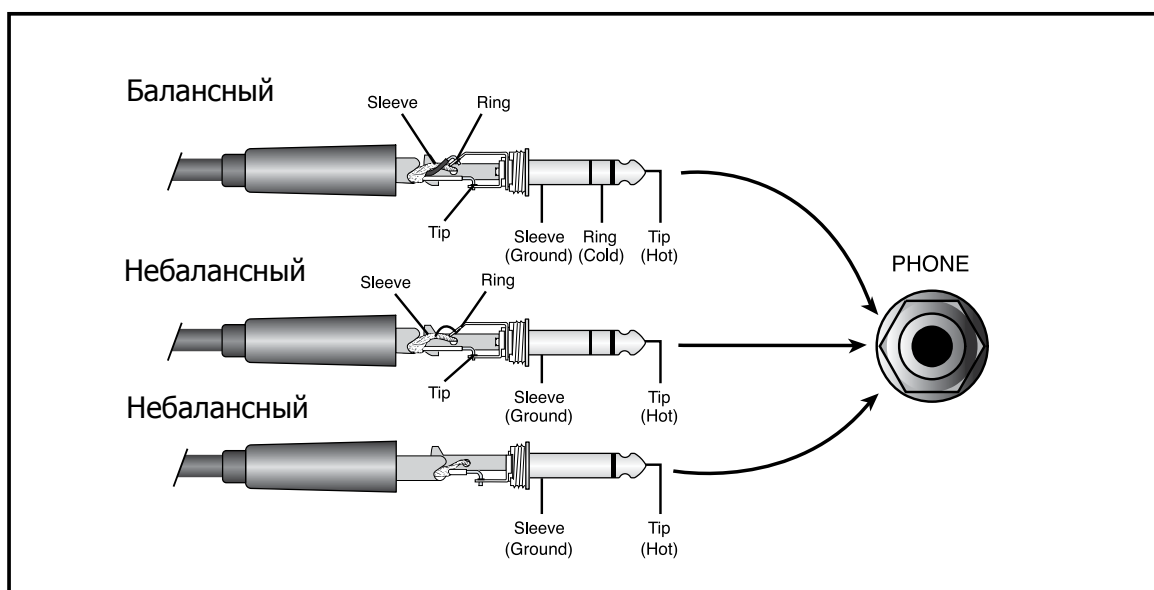 Балансный
Sleeve
Ring
Tip
Sleeve
(Ground)
Ring
(Cold)
Tip
(Hot)
PHONE
Небалансный
Sleeve
Ring
Tip
Sleeve
(Ground)
Tip
(Hot)
Небалансный
Sleeve
(Ground)
Tip
(Hot)